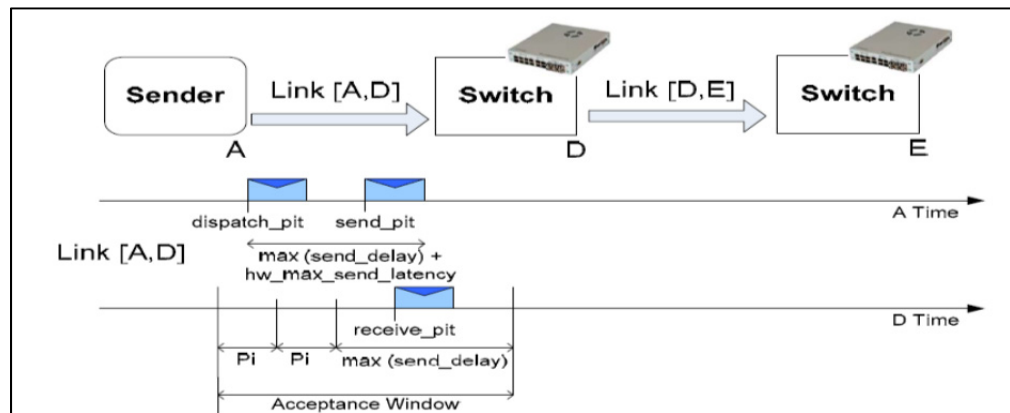 Sender
Link [A,D]
Switch
Link [D,E]
Switch
A
D
E
dispatch_pit
send_pit
A Time
Link [A,D]
max (send_delay) +
hw_max_send_latency
receive_pit
D Time
Pi
Pi
max (send_delay)
Acceptance Window